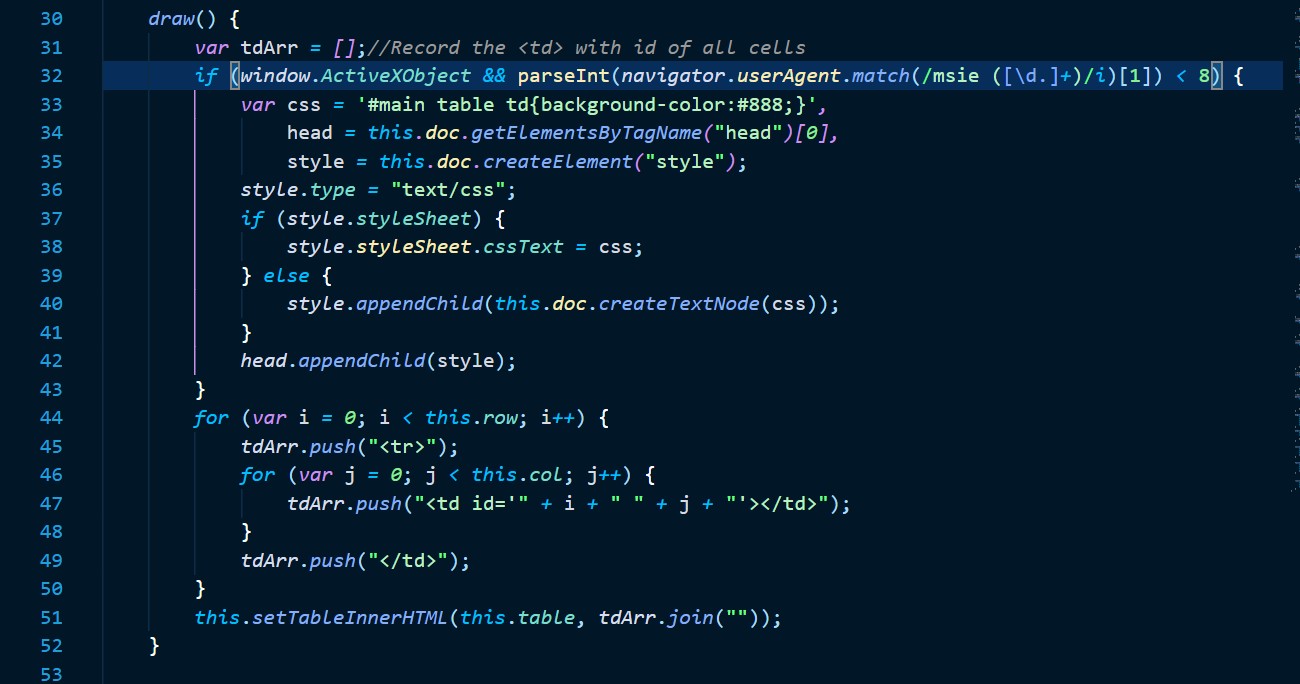 30 draw() {
31 var tdArr = [];//Record the <td> with id of all cells
32 if (window.ActiveXObject && parseInt(navigator.userAgent.match(/msie ([\d.]+)/i)[1]) < 8) {
33 var css = '#main table td{background-color:#888;}',
34 head = this.doc.getElementsByTagName("head")[0],
35 style = this.doc.createElement("style");
36 style.type = "text/css";
37 if (style.styleSheet) {
38 style.styleSheet.cssText = css;
39 } else {
40 style.appendChild(this.doc.createTextNode(css));
41 }
42 head.appendChild(style);
43 }
44 for (var i = 0; i < this.row; i++) {
45 tdArr.push("<tr>");
46 for (var j = 0; j < this.col; j++) {
47 tdArr.push("<td id='" + i + " " + j + "'></td>");
48 }
49 tdArr.push("</td>");
50 }
51 this.setTableInnerHTML(this.table, tdArr.join(""));
52 }
53